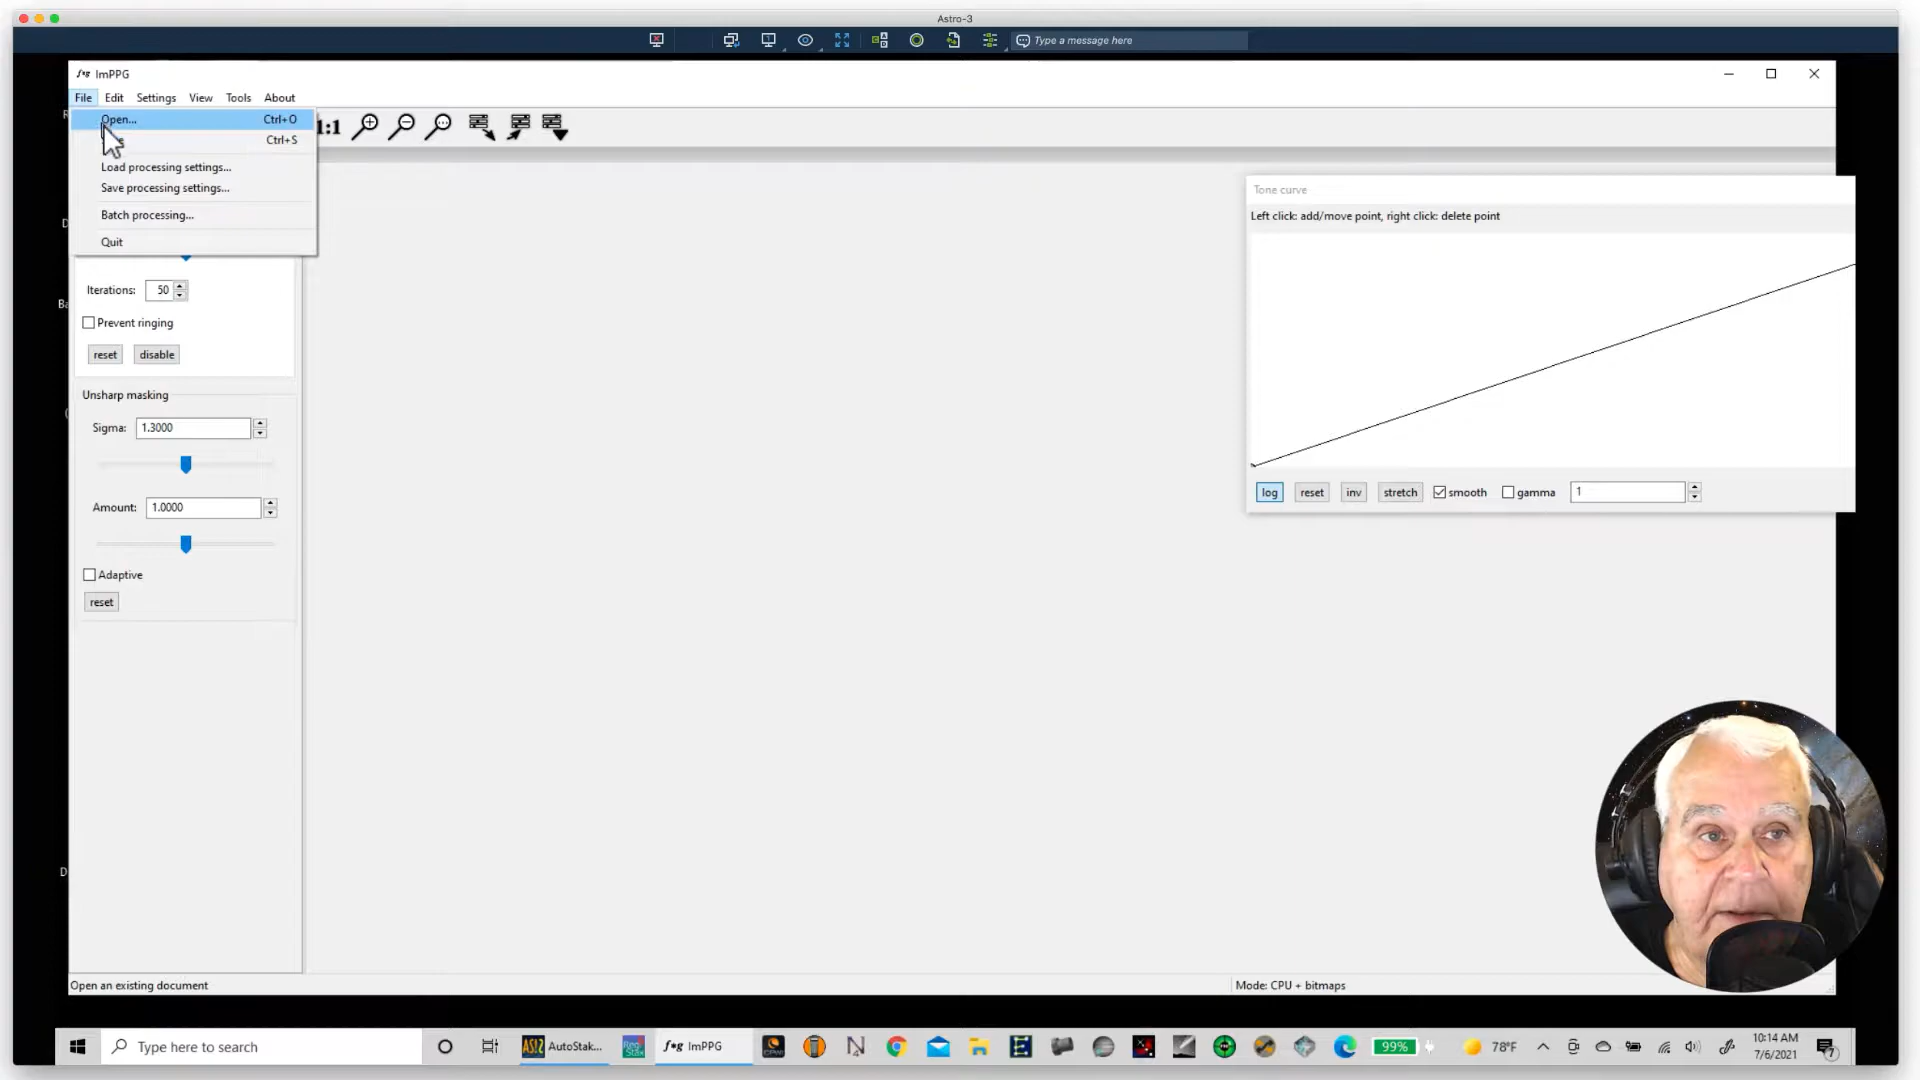 Astro-3
Type a message here
ImPPG
File Edit Settings View Tools About
Open... Ctrl+O
Ctrl+S
Load processing settings...
Save processing settings...
Batch processing...
Quit
1:1
Iterations: 50
Prevent ringing
reset disable
Unsharp masking
Sigma: 1.3000
Amount: 1.0000
Adaptive
reset
Tone curve
Left click: add/move point, right click: delete point
log reset inv stretch smooth gamma 1
Open an existing document
Mode: CPU + bitmaps
Type here to search
AutoStak...
ImPPG
99%
78°F
10:14 AM
7/6/2021
7